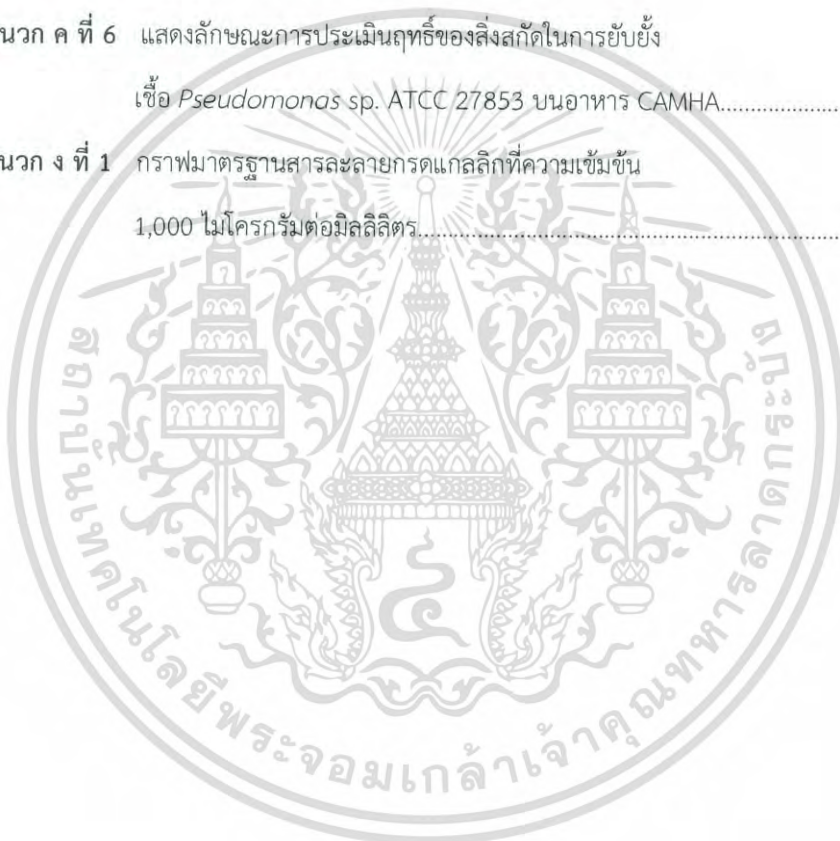 นวก ค ที่ 6 แสดงลักษณะการประเมินฤทธิ์ของสิ่งสกัดในการยับยั้ง
เชื้อ Pseudomonas sp. ATCC 27853 บนอาหาร CAMHA....................
นวก ง ที่ 1 กราฟมาตรฐานสารละลายกรดแกลลิกที่ความเข้มข้น
1,000 ไมโครกรัมต่อมิลลิลิตร................................................................
สถาบันเทคโนโลยีพระจอมเกล้าเจ้าคุณทหารลาดกระบัง